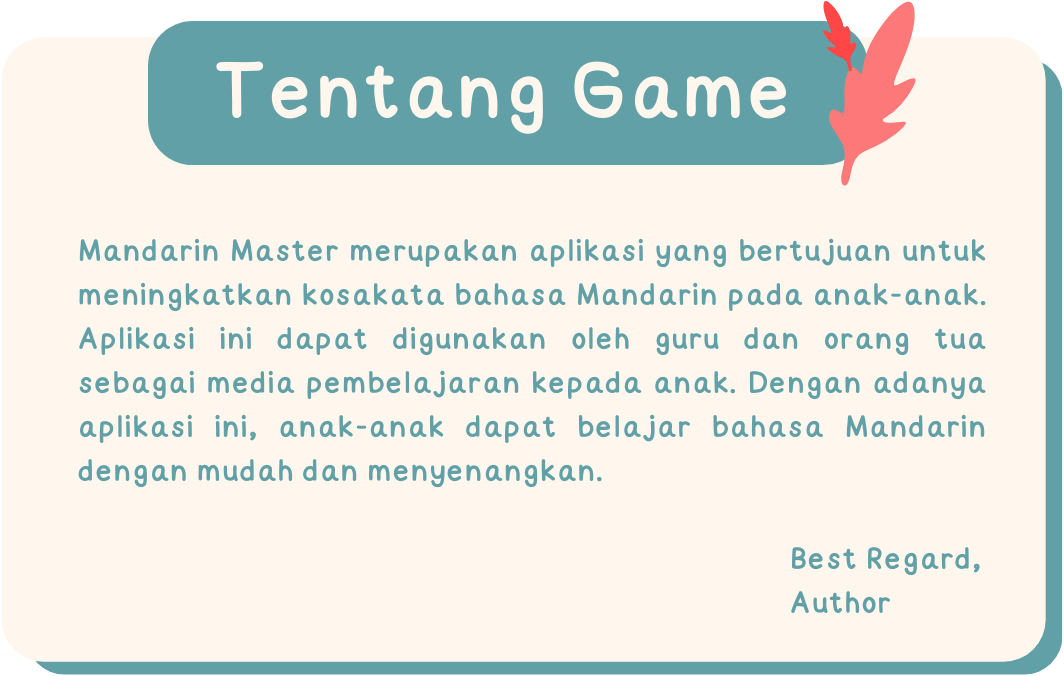 Tentang Game
Mandarin Master merupakan aplikasi yang bertujuan untuk
meningkatkan kosakata bahasa Mandarin pada anak-anak.
Aplikasi ini dapat digunakan oleh guru dan orang tua
sebagai media pembelajaran kepada anak. Dengan adanya
aplikasi ini, anak-anak dapat belajar bahasa Mandarin
dengan mudah dan menyenangkan.
Best Regard,
Author